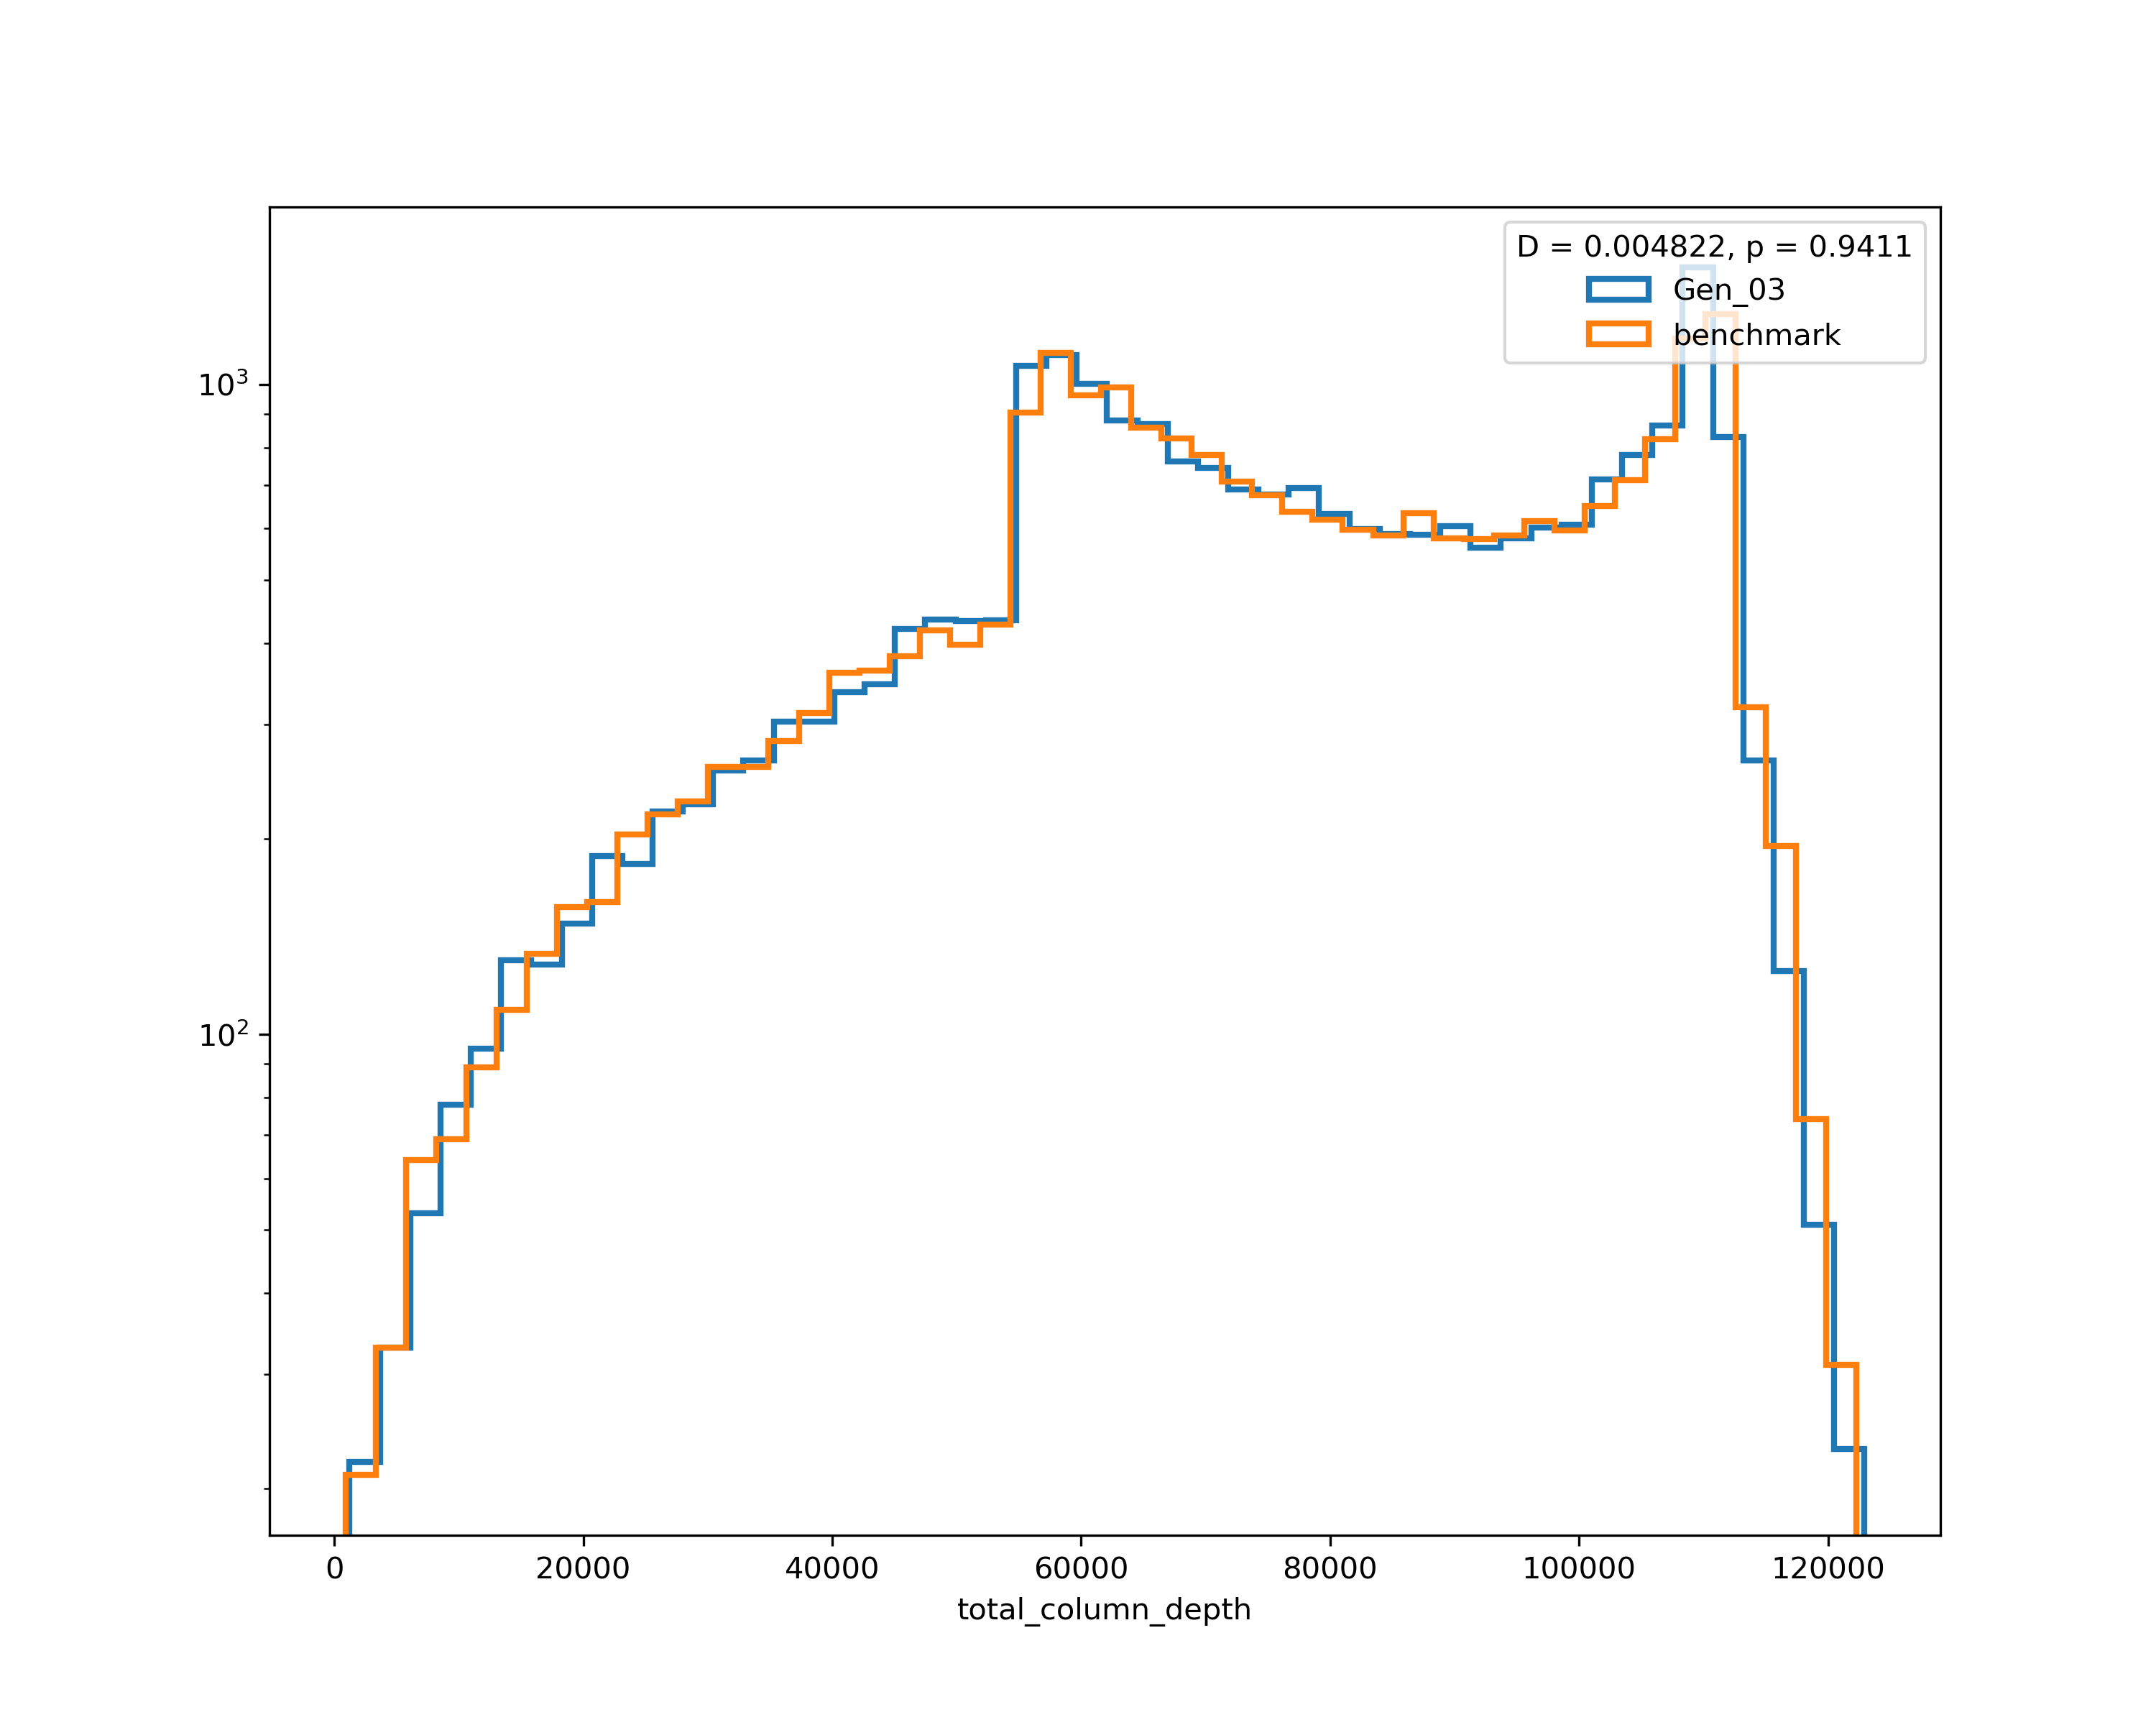 D = 0.004822, p = 0.9411
Gen_03
benchmark
10³
10²
0 20000 40000 60000 80000 100000 120000
total_column_depth